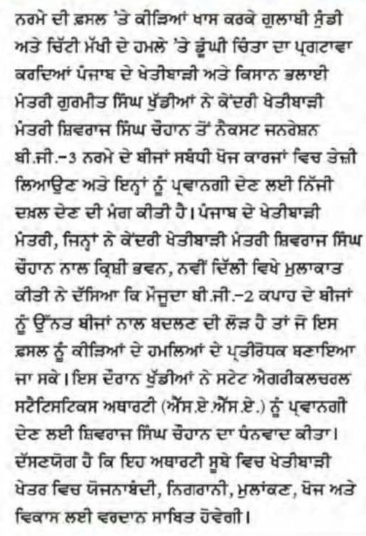 ਨਰਮੇ ਦੀ ਫ਼ਸਲ 'ਤੇ ਕੀੜਿਆਂ ਖਾਸ ਕਰਕੇ ਗੁਲਾਬੀ ਸੁੰਡੀ
ਅਤੇ ਚਿੱਟੀ ਮੱਖੀ ਦੇ ਹਮਲੇ 'ਤੇ ਡੂੰਘੀ ਚਿੰਤਾ ਦਾ ਪ੍ਰਗਟਾਵਾ
ਕਰਦਿਆਂ ਪੰਜਾਬ ਦੇ ਖੇਤੀਬਾੜੀ ਅਤੇ ਕਿਸਾਨ ਭਲਾਈ
ਮੰਤਰੀ ਗੁਰਮੀਤ ਸਿੰਘ ਖੁੱਡੀਆਂ ਨੇ ਕੇਂਦਰੀ ਖੇਤੀਬਾੜੀ
ਮੰਤਰੀ ਸ਼ਿਵਰਾਜ ਸਿੰਘ ਚੌਹਾਨ ਤੋਂ ਨੈਕਸਟ ਜਨਰੇਸ਼ਨ
ਬੀ.ਜੀ.-3 ਨਰਮੇ ਦੇ ਬੀਜਾਂ ਸਬੰਧੀ ਖੋਜ ਕਾਰਜਾਂ ਵਿਚ ਤੇਜ਼ੀ
ਲਿਆਉਣ ਅਤੇ ਇਨ੍ਹਾਂ ਨੂੰ ਪ੍ਰਵਾਨਗੀ ਦੇਣ ਲਈ ਨਿੱਜੀ
ਦਖ਼ਲ ਦੇਣ ਦੀ ਮੰਗ ਕੀਤੀ ਹੈ। ਪੰਜਾਬ ਦੇ ਖੇਤੀਬਾੜੀ
ਮੰਤਰੀ, ਜਿਨ੍ਹਾਂ ਨੇ ਕੇਂਦਰੀ ਖੇਤੀਬਾੜੀ ਮੰਤਰੀ ਸ਼ਿਵਰਾਜ ਸਿੰਘ
ਚੌਹਾਨ ਨਾਲ ਕ੍ਰਿਸ਼ੀ ਭਵਨ, ਨਵੀਂ ਦਿੱਲੀ ਵਿਖੇ ਮੁਲਾਕਾਤ
ਕੀਤੀ ਨੇ ਦੱਸਿਆ ਕਿ ਮੌਜੂਦਾ ਬੀ.ਜੀ.-2 ਕਪਾਹ ਦੇ ਬੀਜਾਂ
ਨੂੰ ਉੱਨਤ ਬੀਜਾਂ ਨਾਲ ਬਦਲਣ ਦੀ ਲੋੜ ਹੈ ਤਾਂ ਜੋ ਇਸ
ਫ਼ਸਲ ਨੂੰ ਕੀੜਿਆਂ ਦੇ ਹਮਲਿਆਂ ਦੇ ਪ੍ਰਤੀਰੋਧਕ ਬਣਾਇਆ
ਜਾ ਸਕੇ। ਇਸ ਦੌਰਾਨ ਖੁੱਡੀਆਂ ਨੇ ਸਟੇਟ ਐਗਰੀਕਲਚਰਲ
ਸਟੈਟਿਸਟਿਕਸ ਅਥਾਰਟੀ (ਐੱਸ.ਏ.ਐੱਸ.ਏ.) ਨੂੰ ਪ੍ਰਵਾਨਗੀ
ਦੇਣ ਲਈ ਸ਼ਿਵਰਾਜ ਸਿੰਘ ਚੌਹਾਨ ਦਾ ਧੰਨਵਾਦ ਕੀਤਾ।
ਦੱਸਣਯੋਗ ਹੈ ਕਿ ਇਹ ਅਥਾਰਟੀ ਸੂਬੇ ਵਿਚ ਖੇਤੀਬਾੜੀ
ਖੇਤਰ ਵਿਚ ਯੋਜਨਾਬੰਦੀ, ਨਿਗਰਾਨੀ, ਮੁਲਾਂਕਣ, ਖੋਜ ਅਤੇ
ਵਿਕਾਸ ਲਈ ਵਰਦਾਨ ਸਾਬਿਤ ਹੋਵੇਗੀ।